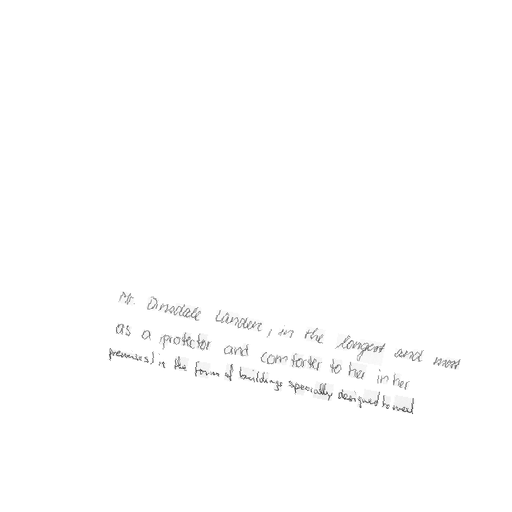 Mr. Dinsdale Landen, in the longest and most
as a protector and comforter to her in her
premises) in the form of buildings specially designed to meet